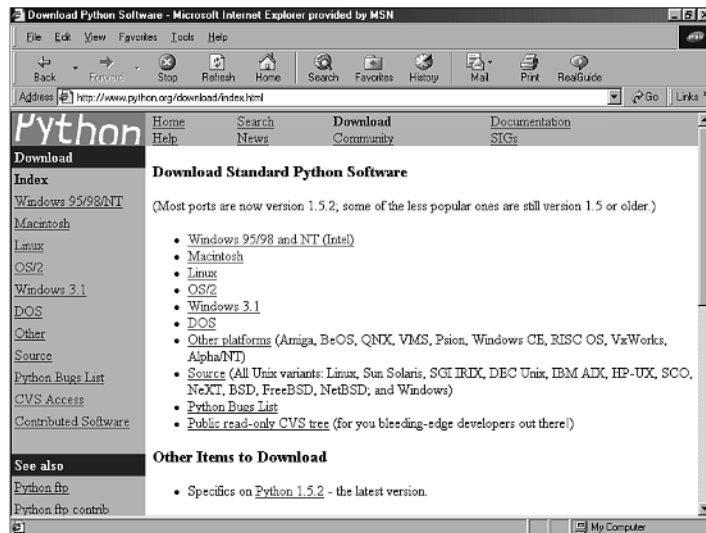 Download Python Software - Microsoft Internet Explorer provided by MSN
File Edit View Favorites Tools Help
Back Forward Stop Refresh Home Search Favorites History Mail Print RealGuide
Address http://www.python.org/download/index.html Go Links
Python
Home Search Download Documentation
Help News Community SIGs
Download
Index
Windows 95/98/NT
Macintosh
Linux
OS/2
Windows 3.1
DOS
Other
Source
Python Bugs List
CVS Access
Contributed Software
See also
Python ftp
Python ftp contrib
Download Standard Python Software
(Most ports are now version 1.5.2; some of the less popular ones are still version 1.5 or older.)
• Windows 95/98 and NT (Intel)
• Macintosh
• Linux
• OS/2
• Windows 3.1
• DOS
• Other platforms (Amiga, BeOS, QNX, VMS, Psion, Windows CE, RISC OS, VxWorks,
Alpha/NT)
• Source (All Unix variants: Linux, Sun Solaris, SGI IRIX, DEC Unix, IBM AIX, HP-UX, SCO,
NeXT, BSD, FreeBSD, NetBSD; and Windows)
• Python Bugs List
• Public read-only CVS tree (for you bleeding-edge developers out there!)
Other Items to Download
• Specifics on Python 1.5.2 - the latest version.
My Computer